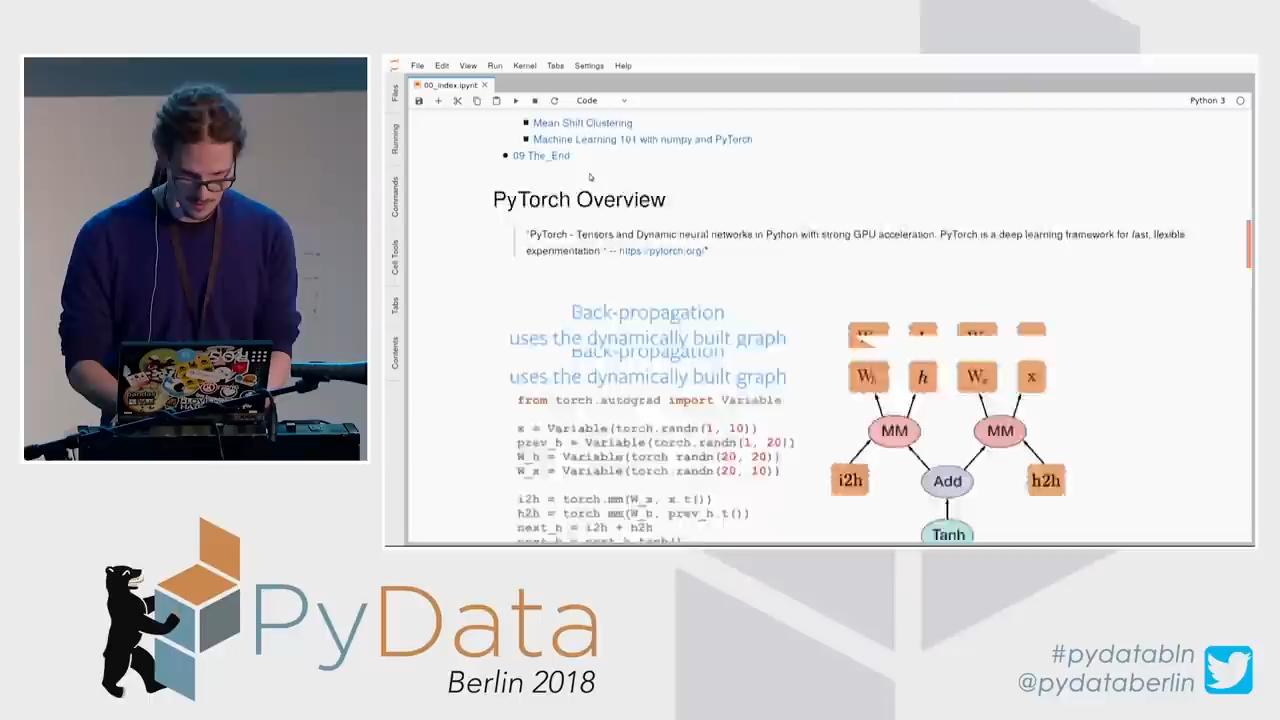 File Edit View Run Kernel Tabs Settings Help
00_index.ipynt
Code
Python 3
Files
Running
Commands
Cell Tools
Tabs
Contents
Mean Shift Clustering
Machine Learning 101 with numpy and PyTorch
09 The_End
PyTorch Overview
"PyTorch - Tensors and Dynamic neural networks in Python with strong GPU acceleration. PyTorch is a deep learning framework for fast, flexible
experimentation " -- https://pytorch.org/"
Back-propagation
uses the dynamically built graph
Back-propagation
uses the dynamically built graph
from torch.autograd import Variable
x = Variable(torch.randn(1, 10))
prev_h = Variable(torch.randn(1, 20))
W_h = Variable(torch randn(20, 20))
W_x = Variable(torch randn(20, 10))
i2h = torch.mm(W_x, x t())
h2h = torch mm(W_h, prev_h.t())
next_h = i2h + h2h
W_h h W_x x
MM MM
i2h Add h2h
Tanh
PyData
Berlin 2018
#pydatabln
@pydataberlin